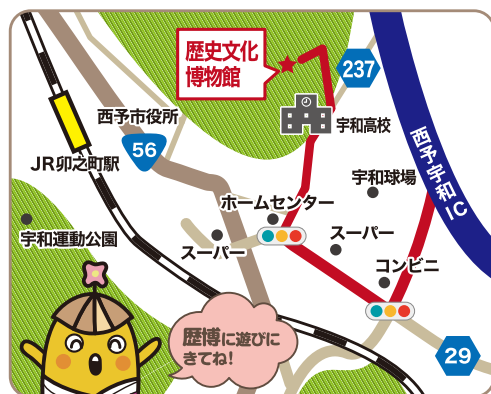 歴史文化
博物館
237
西予市役所
宇和高校
56
西予宇和IC
JR卯之町駅
宇和球場
ホームセンター
宇和運動公園
スーパー
スーパー
コンビニ
歴博に遊びに
きてね!
29